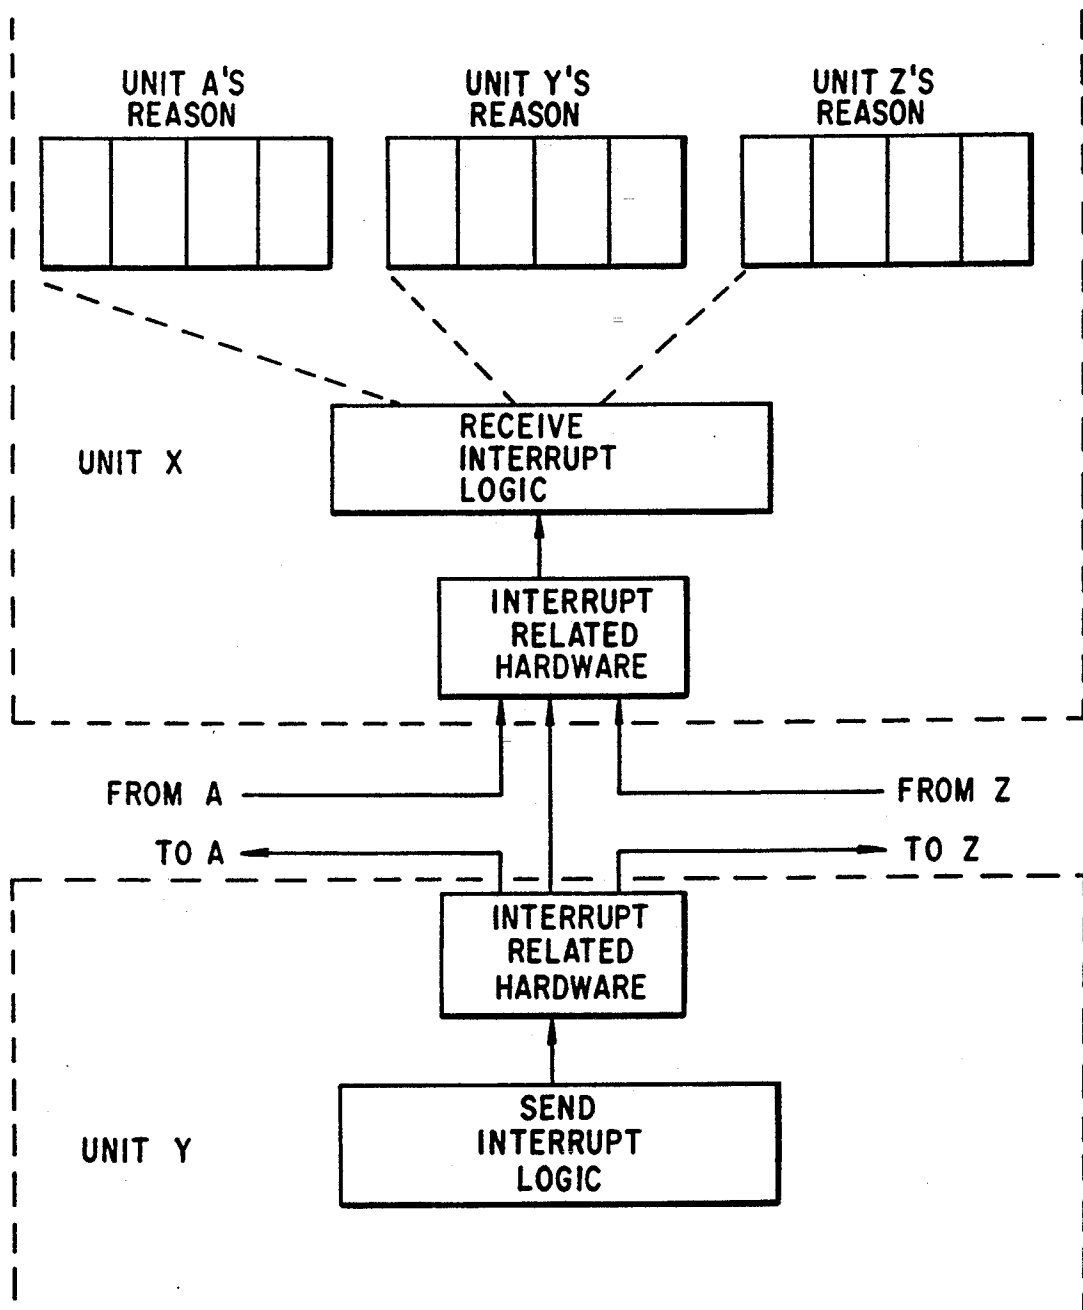 UNIT A'S
REASON
UNIT Y'S
REASON
UNIT Z'S
REASON
RECEIVE
INTERRUPT
LOGIC
UNIT X
INTERRUPT
RELATED
HARDWARE
FROM A
FROM Z
TO A
TO Z
INTERRUPT
RELATED
HARDWARE
SEND
INTERRUPT
LOGIC
UNIT Y